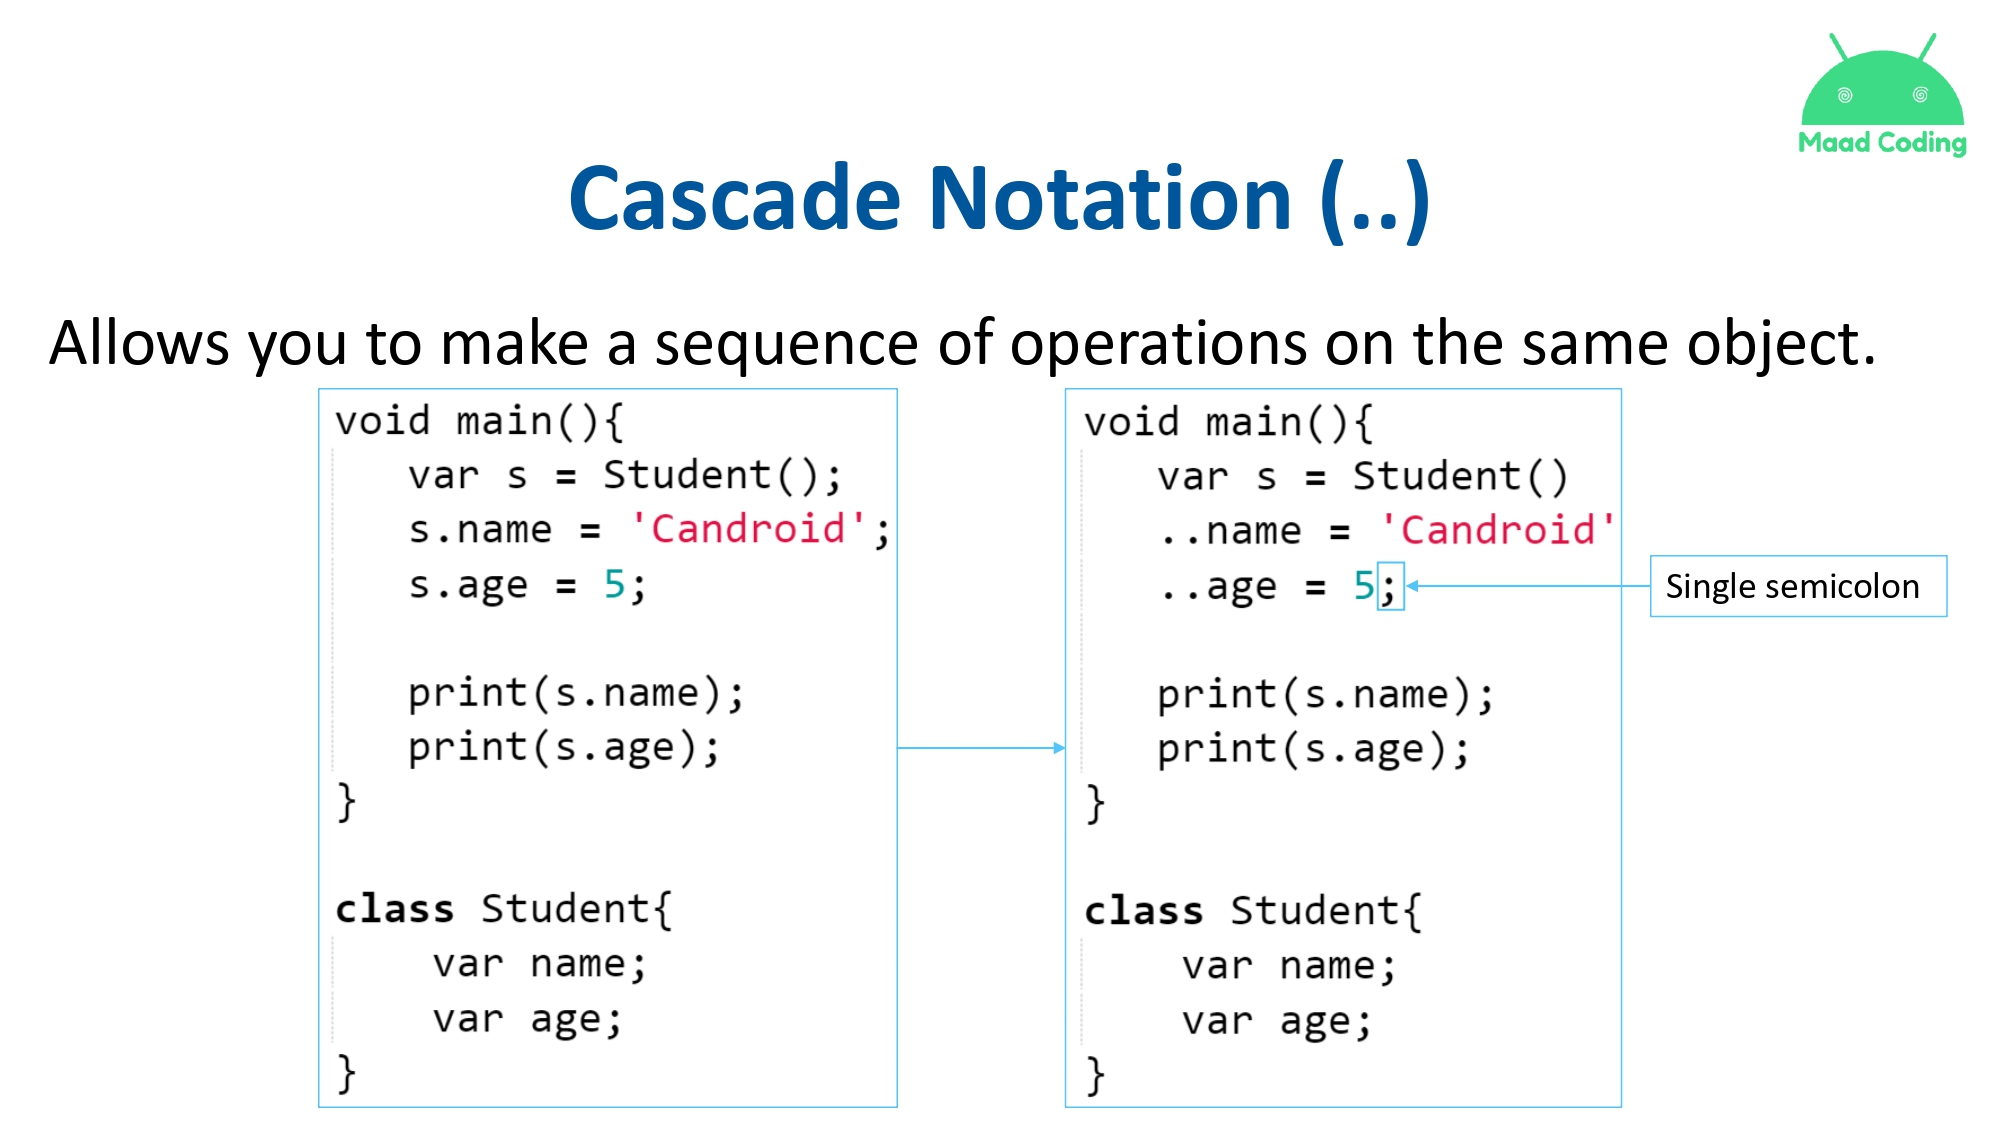 Maad Coding
Cascade Notation (..)
Allows you to make a sequence of operations on the same object.
void main(){
var s = Student();
s.name = 'Candroid';
s.age = 5;
print(s.name);
print(s.age);
}
class Student{
var name;
var age;
}
void main(){
var s = Student()
..name = 'Candroid'
..age = 5;
print(s.name);
print(s.age);
}
class Student{
var name;
var age;
}
Single semicolon